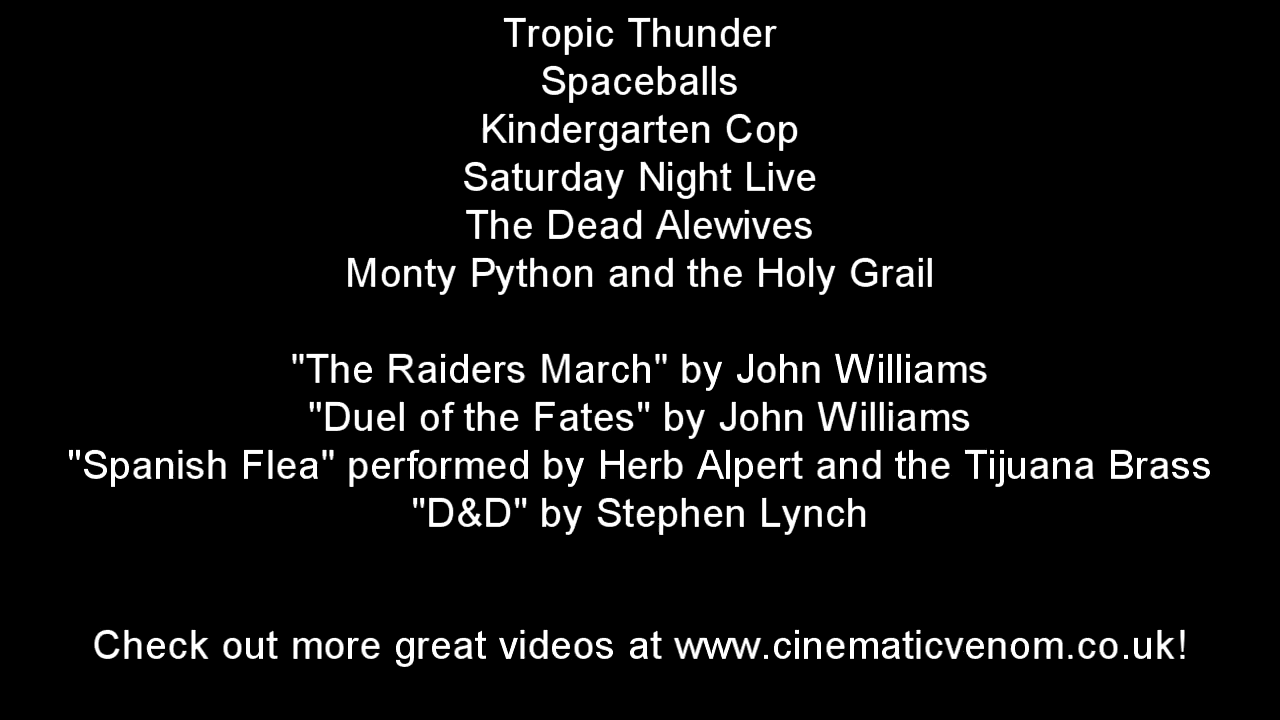 Tropic Thunder
Spaceballs
Kindergarten Cop
Saturday Night Live
The Dead Alewives
Monty Python and the Holy Grail
"The Raiders March" by John Williams
"Duel of the Fates" by John Williams
"Spanish Flea" performed by Herb Alpert and the Tijuana Brass
"D&D" by Stephen Lynch
Check out more great videos at www.cinematicvenom.co.uk!